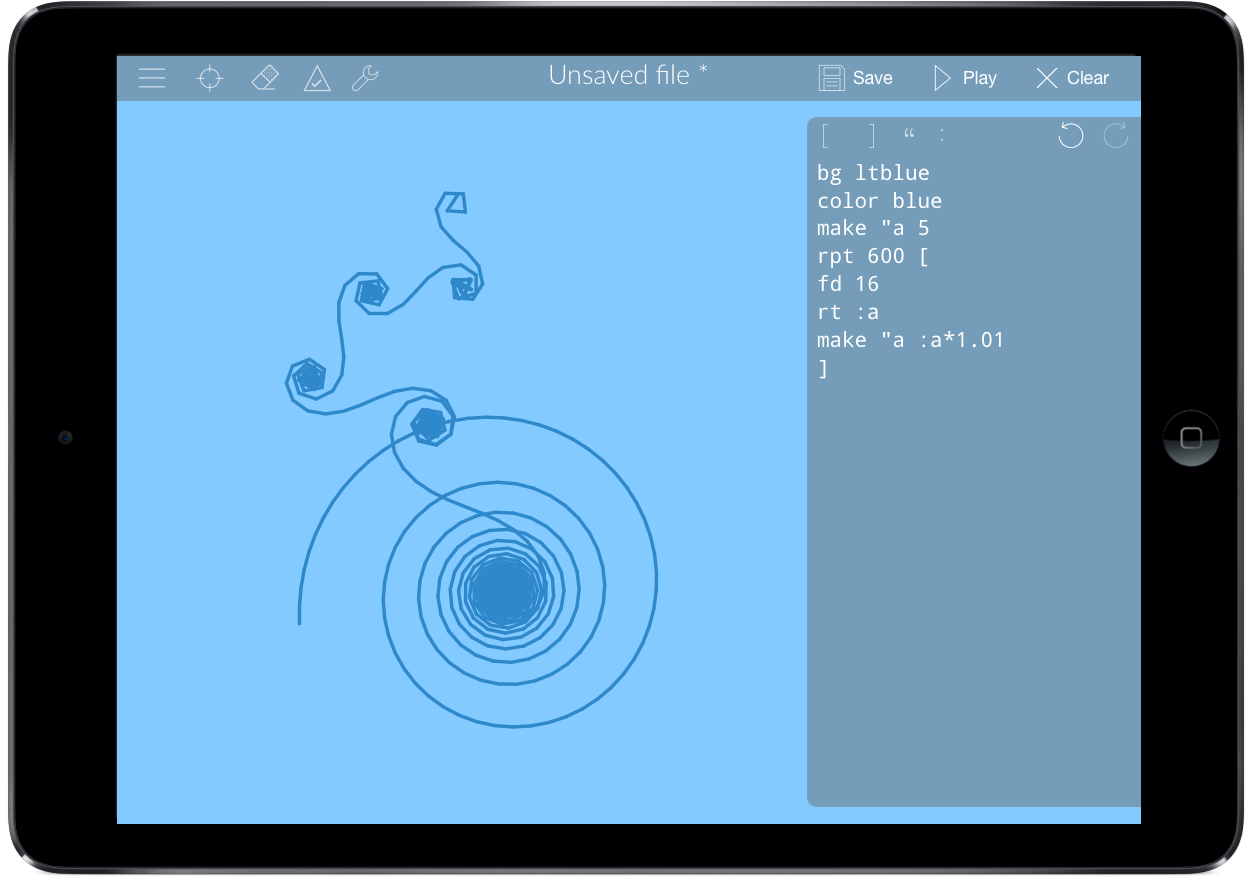 Unsaved file *
Save
Play
Clear
[ ] “ :
bg ltblue
color blue
make "a 5
rpt 600 [
fd 16
rt :a
make "a :a*1.01
]